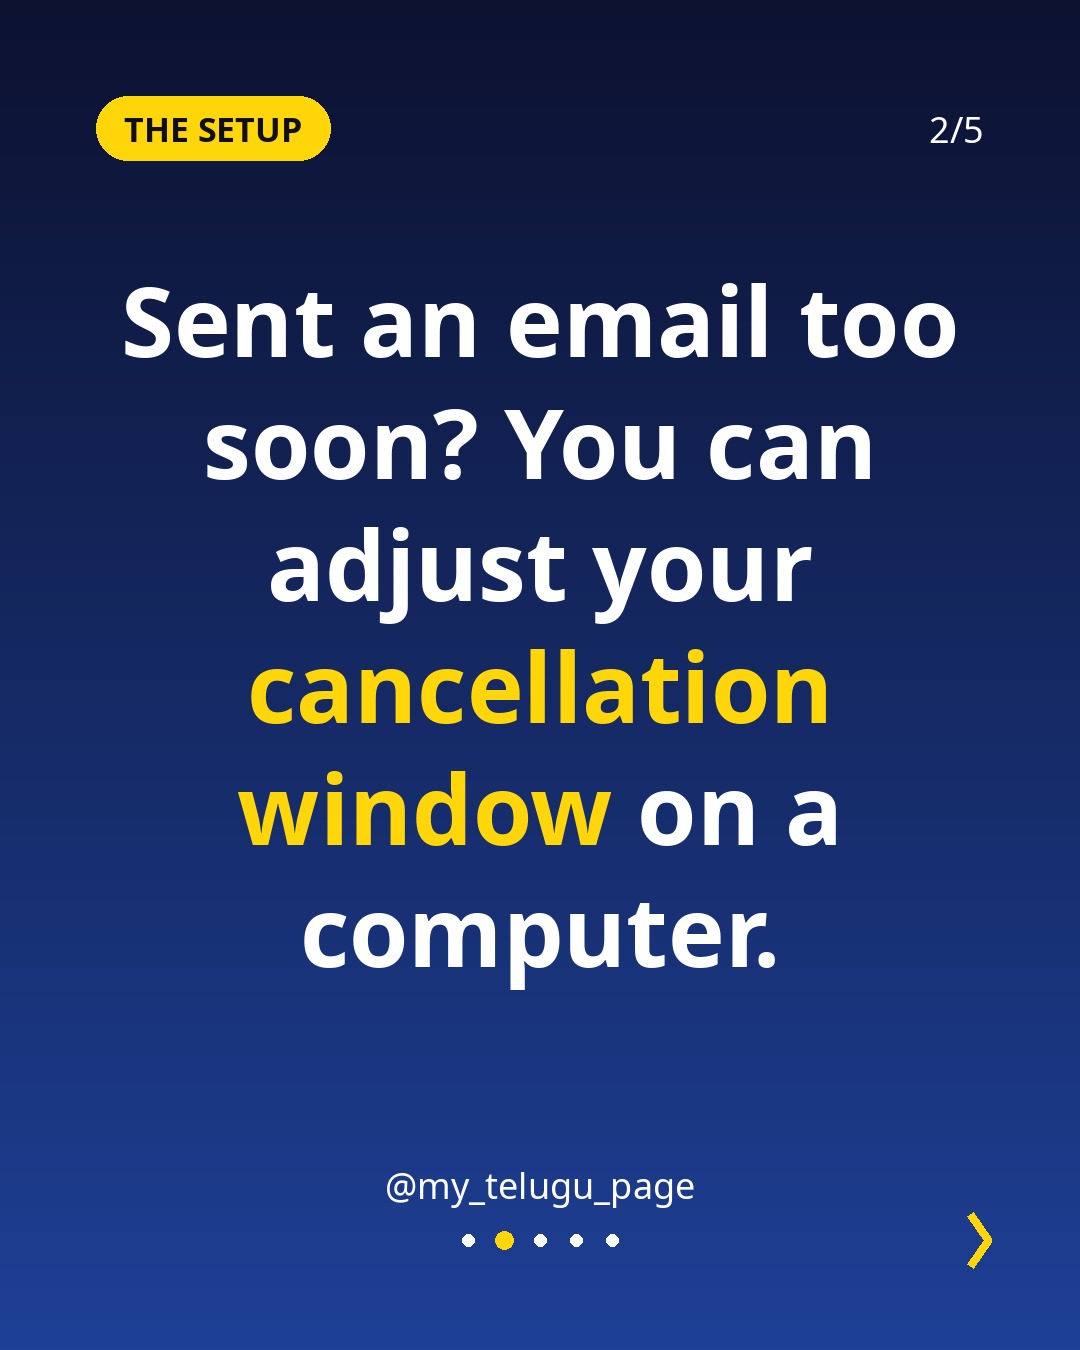 THE SETUP
2/5
Sent an email too
soon? You can
adjust your
cancellation
window on a
computer.
@my_telugu_page